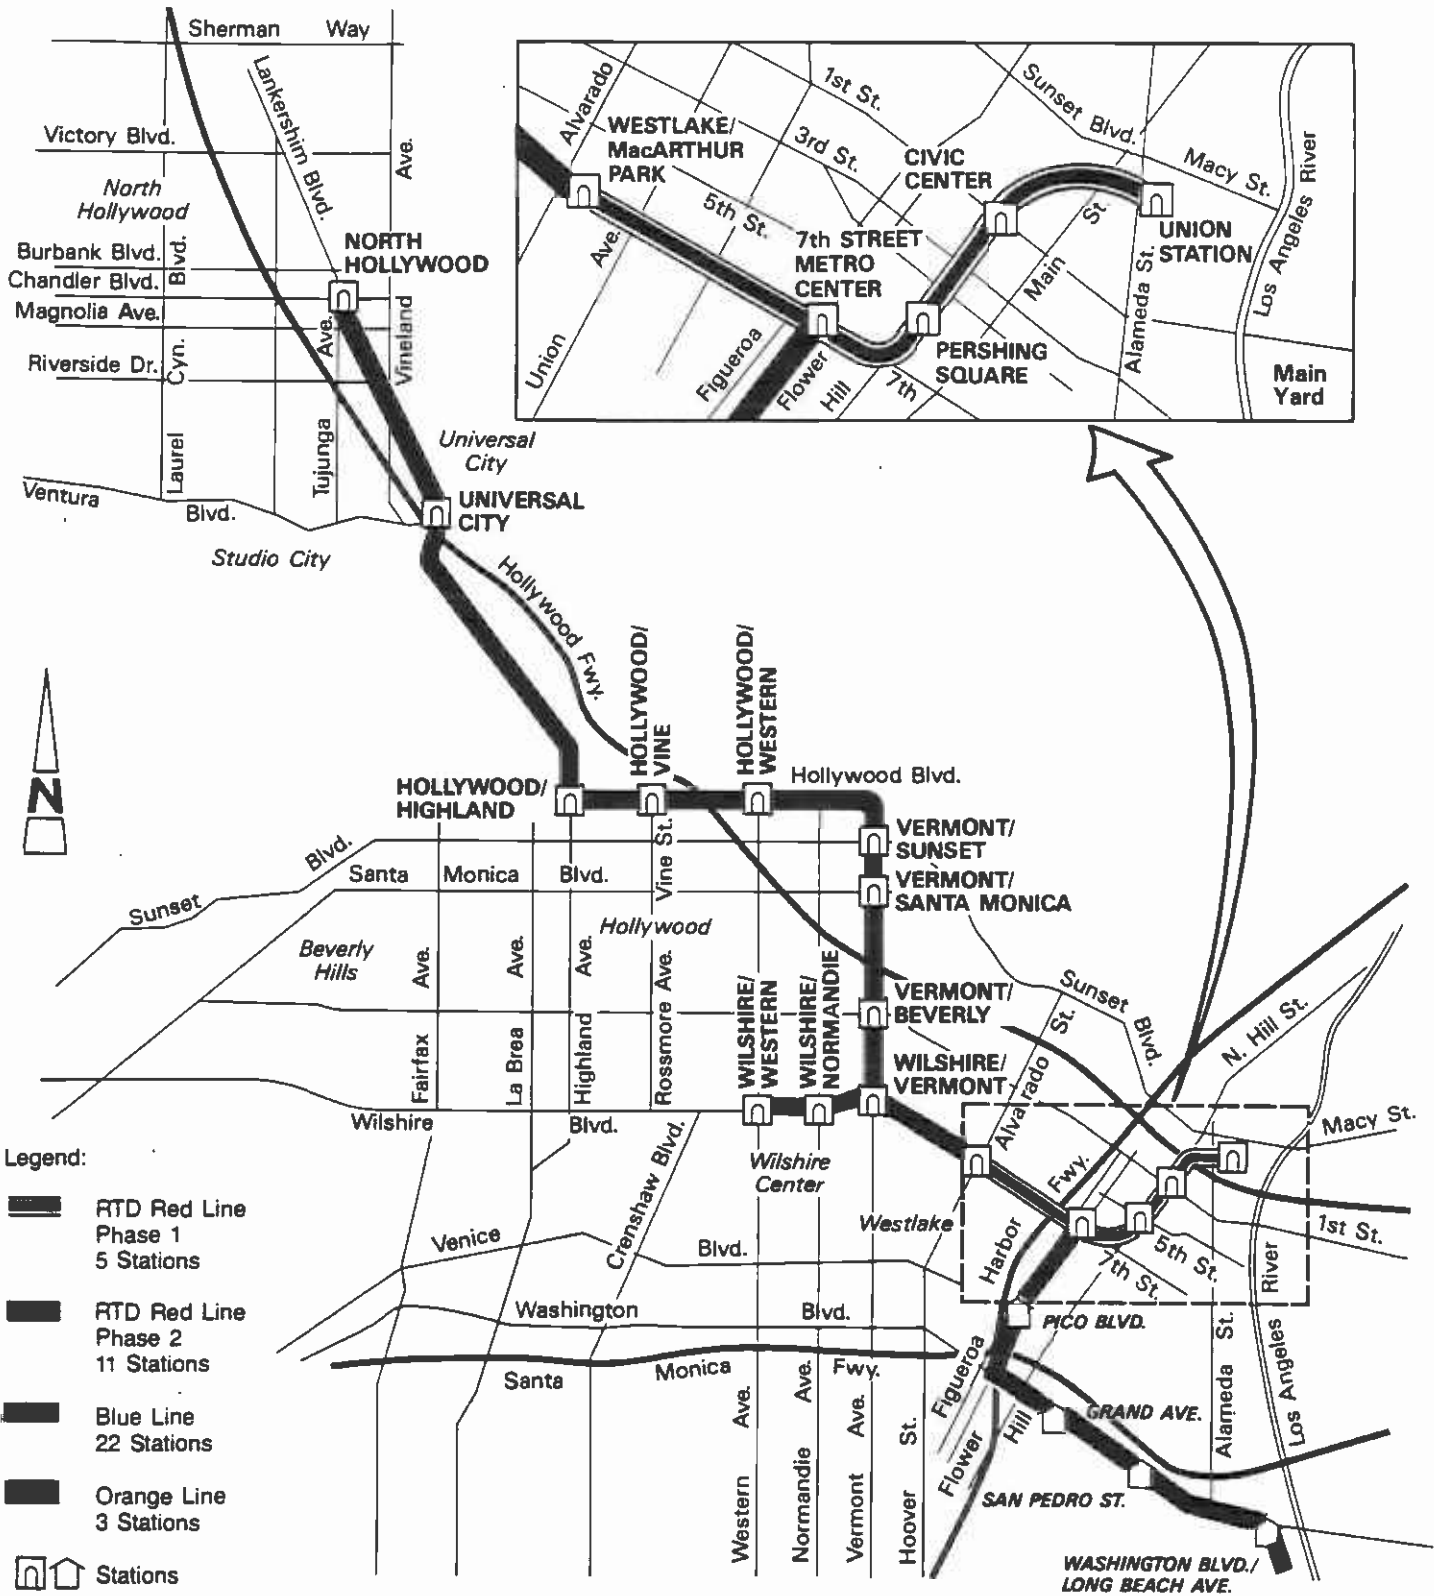 Sherman Way
Lankershim Blvd.
Victory Blvd.
Ave.
North
Hollywood
Blvd.
Burbank Blvd.
Chandler Blvd.
Magnolia Ave.
Riverside Dr.
NORTH
HOLLYWOOD
Ave.
Vineland
Cyn.
Laurel
Tujunga
Ventura
Blvd.
Universal
City
UNIVERSAL
CITY
Studio City
Alvarado
WESTLAKE/
MacARTHUR
PARK
1st St.
3rd St.
5th St.
Sunset Blvd.
Macy St.
CIVIC
CENTER
7th STREET
METRO
CENTER
St.
Main
UNION
STATION
Los Angeles River
Ave.
Union
Figueroa
Flower
Hill
7th
PERSHING
SQUARE
Alameda St.
Main
Yard
Hollywood Fwy.
HOLLYWOOD/
VINE
HOLLYWOOD/
WESTERN
N
HOLLYWOOD/
HIGHLAND
Hollywood Blvd.
VERMONT/
SUNSET
Blvd.
Sunset
Santa Monica Blvd.
Vine St.
VERMONT/
SANTA MONICA
Hollywood
Beverly
Hills
Ave.
Ave.
Ave.
Rossmore Ave.
Fairfax
La Brea
Highland
WILSHIRE/
WESTERN
WILSHIRE/
NORMANDIE
VERMONT/
BEVERLY
WILSHIRE/
VERMONT
Sunset Blvd.
Alvarado St.
N. Hill St.
Macy St.
Wilshire Blvd.
Crenshaw Blvd.
Wilshire
Center
Westlake
Fwy.
Harbor
1st St.
5th St.
7th St.
River
Los Angeles
Venice Blvd.
Washington Blvd.
Santa Monica Fwy.
PICO BLVD.
Figueroa
Flower
Hill
GRAND AVE.
Alameda St.
SAN PEDRO ST.
WASHINGTON BLVD./
LONG BEACH AVE.
Western Ave.
Normandie Ave.
Vermont Ave.
Hoover St.
Legend:
RTD Red Line
Phase 1
5 Stations
RTD Red Line
Phase 2
11 Stations
Blue Line
22 Stations
Orange Line
3 Stations
Stations